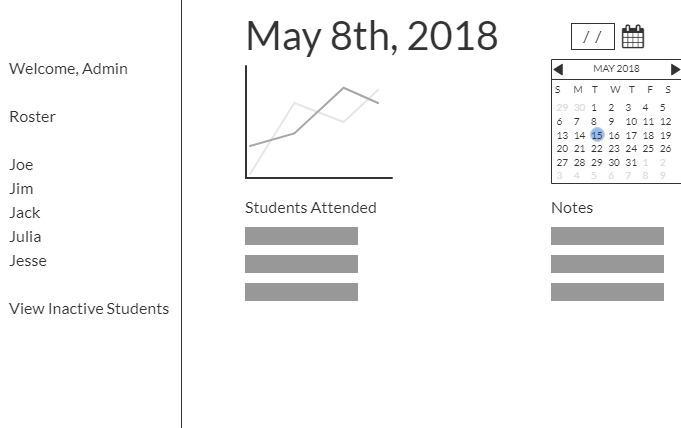 Welcome, Admin
Roster
Joe
Jim
Jack
Julia
Jesse
View Inactive Students
May 8th, 2018
/ /
MAY 2018
S M T W T F S
29 30 1 2 3 4 5
6 7 8 9 10 11 12
13 14 15 16 17 18 19
20 21 22 23 24 25 26
27 28 29 30 31 1 2
3 4 5 6 7 8 9
Students Attended
Notes